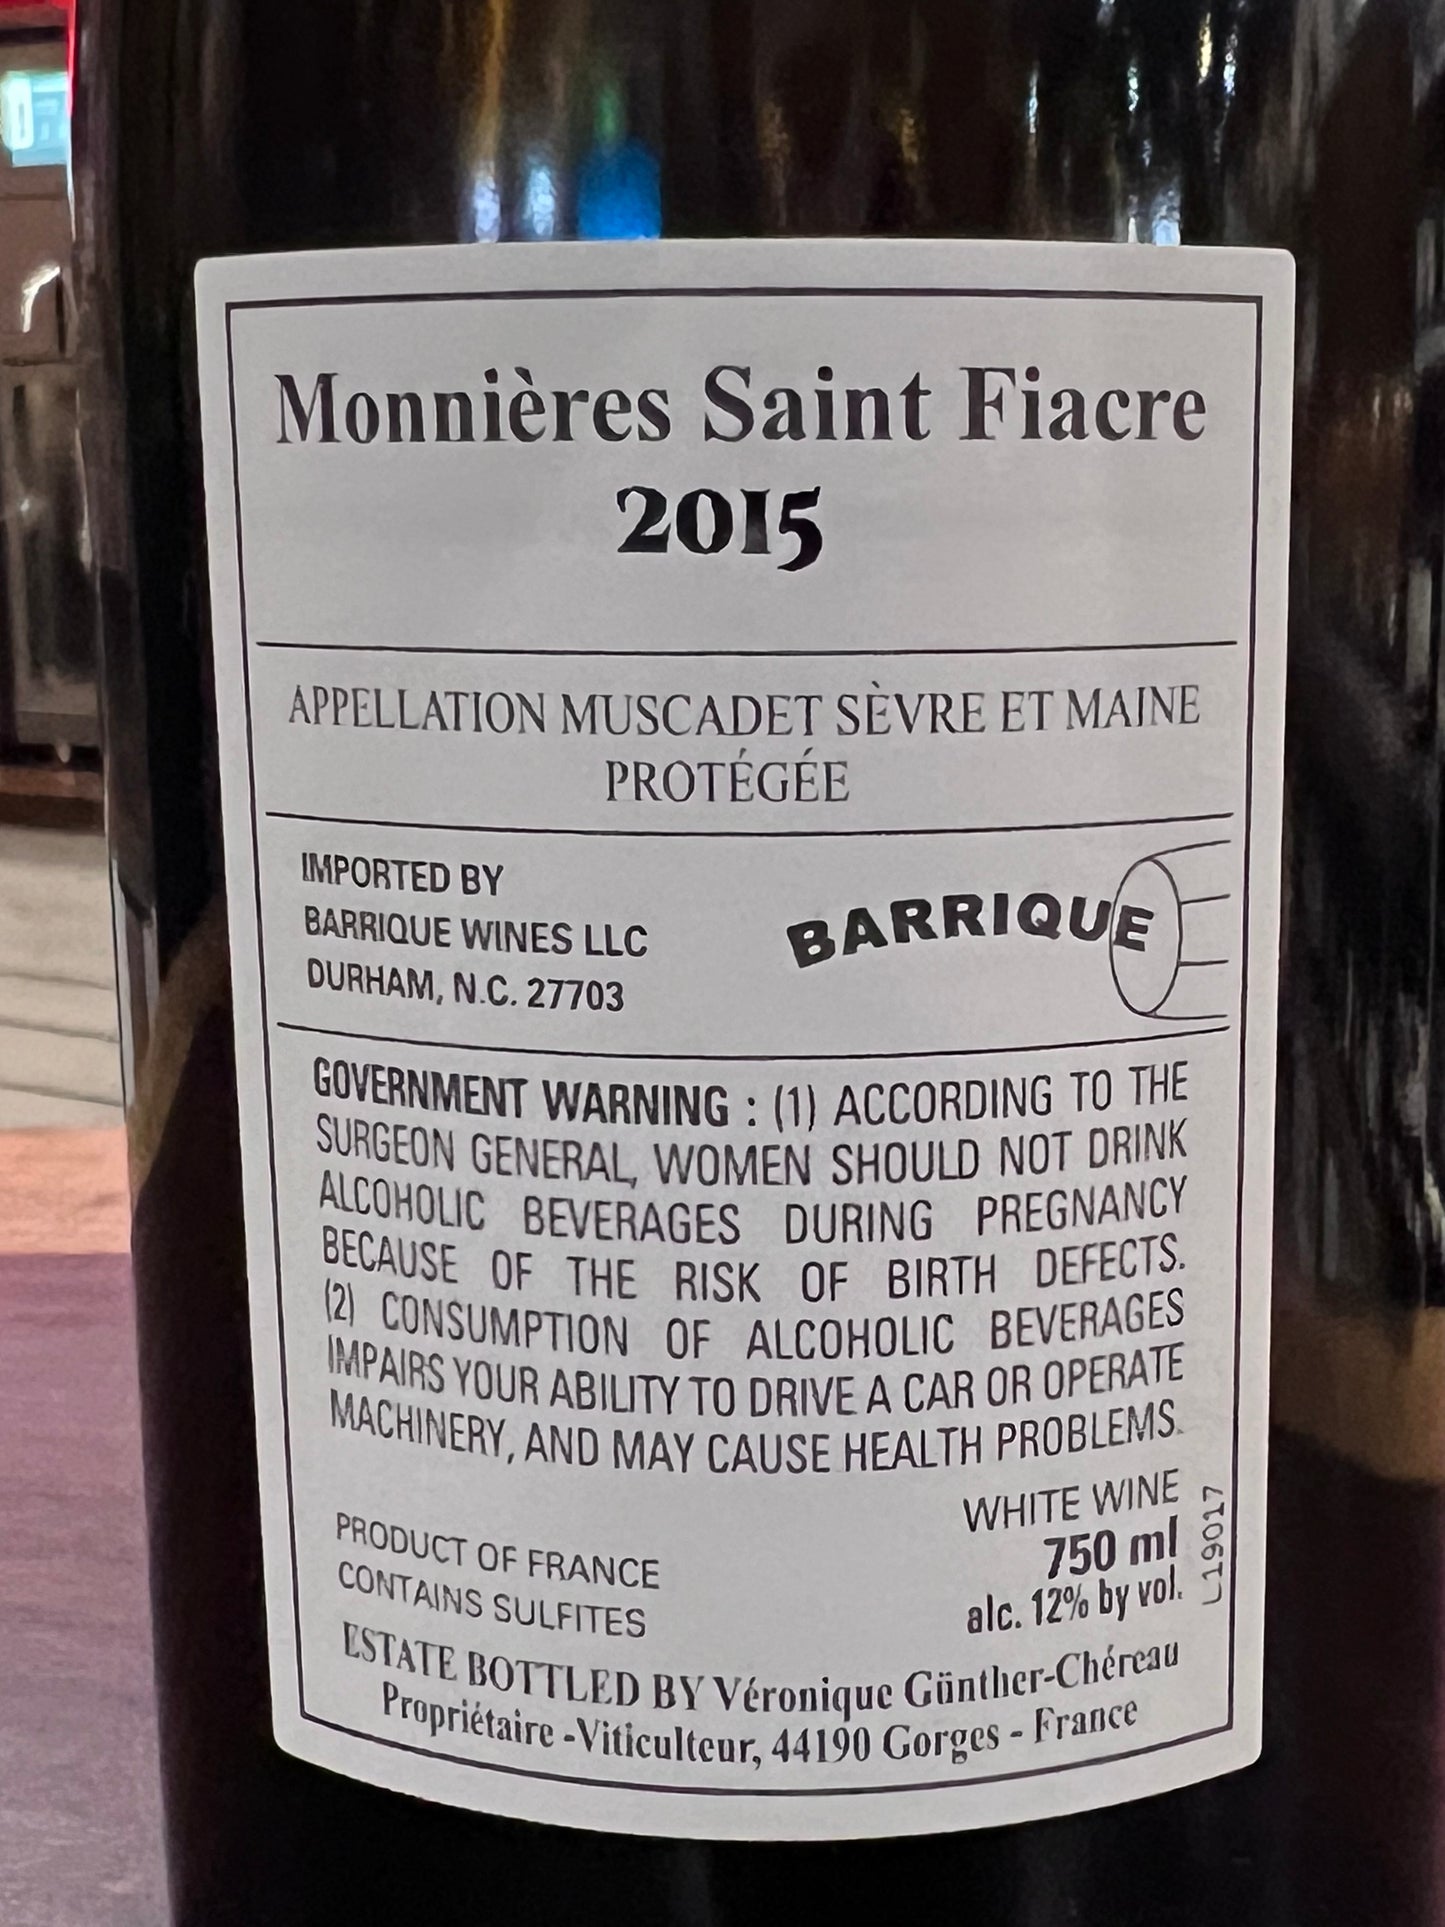 Monnières Saint Fiacre
2015
APPELLATION MUSCADET SÈVRE ET MAINE
PROTÉGÉE
IMPORTED BY
BARRIQUE WINES LLC
DURHAM, N.C. 27703
BARRIQUE
GOVERNMENT WARNING : (1) ACCORDING TO THE
SURGEON GENERAL, WOMEN SHOULD NOT DRINK
ALCOHOLIC BEVERAGES DURING PREGNANCY
BECAUSE OF THE RISK OF BIRTH DEFECTS.
(2) CONSUMPTION OF ALCOHOLIC BEVERAGES
IMPAIRS YOUR ABILITY TO DRIVE A CAR OR OPERATE
MACHINERY, AND MAY CAUSE HEALTH PROBLEMS.
PRODUCT OF FRANCE
CONTAINS SULFITES
WHITE WINE
750 ml
alc. 12% by vol.
L19017
ESTATE BOTTLED BY Véronique Günther-Chéreau
Propriétaire -Viticulteur, 44190 Gorges - France